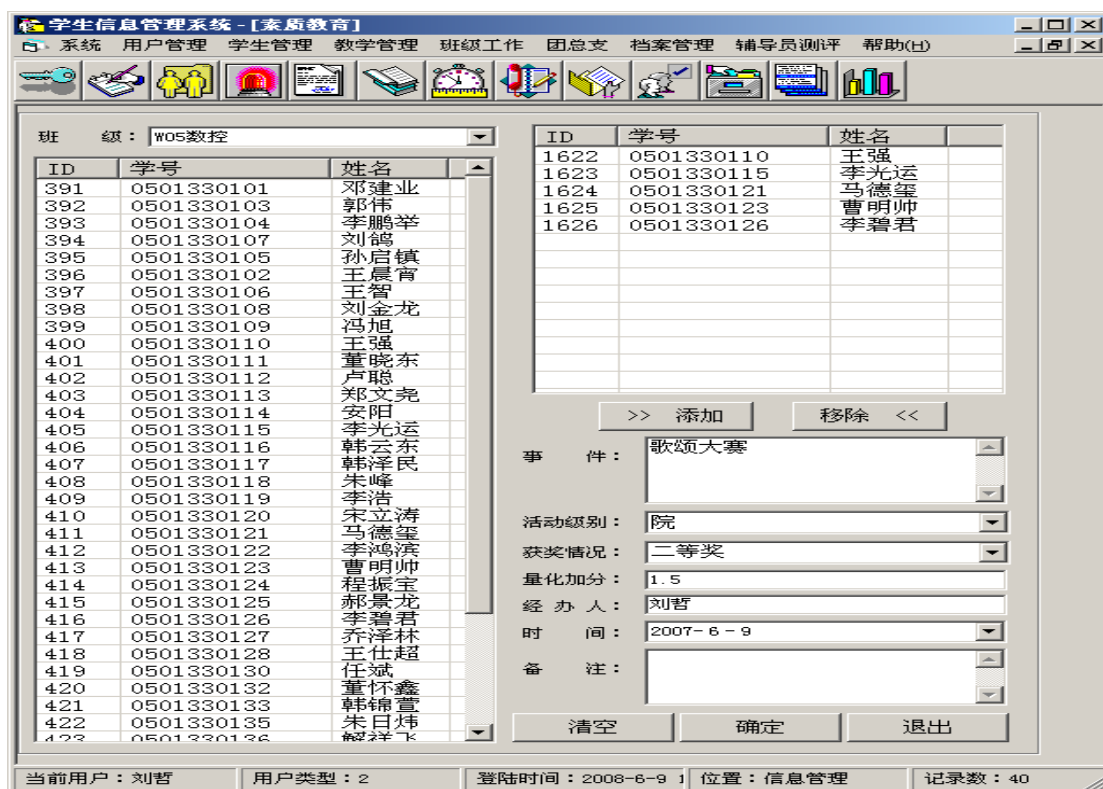 学生信息管理系统 - [素质教育]
系统 用户管理 学生管理 教学管理 班级工作 团总支 档案管理 辅导员测评 帮助(H)
班 级： W05数控
ID 学号 姓名
391 0501330101 邓建业
392 0501330103 郭伟
393 0501330104 李鹏举
394 0501330107 刘鸽
395 0501330105 孙启镇
396 0501330102 王晨宵
397 0501330106 王智
398 0501330108 刘金龙
399 0501330109 冯旭
400 0501330110 王强
401 0501330111 董晓东
402 0501330112 卢聪
403 0501330113 郑文尧
404 0501330114 安阳
405 0501330115 李光运
406 0501330116 韩云东
407 0501330117 韩泽民
408 0501330118 朱峰
409 0501330119 李浩
410 0501330120 宋立涛
411 0501330121 马德玺
412 0501330122 李鸿滨
413 0501330123 曹明帅
414 0501330124 程振宝
415 0501330125 郝景龙
416 0501330126 李碧君
417 0501330127 乔泽林
418 0501330128 王仕超
419 0501330130 任斌
420 0501330132 董怀鑫
421 0501330133 韩锦萱
422 0501330135 朱日炜
423 0501330136
ID 学号 姓名
1622 0501330110 王强
1623 0501330115 李光运
1624 0501330121 马德玺
1625 0501330123 曹明帅
1626 0501330126 李碧君
>> 添加 移除 <<
事 件： 歌颂大赛
活动级别： 院
获奖情况： 二等奖
量化加分： 1.5
经 办 人： 刘哲
时 间： 2007- 6 - 9
备 注：
清空 确定 退出
当前用户：刘哲 用户类型：2 登陆时间：2008-6-9 1 位置：信息管理 记录数：40